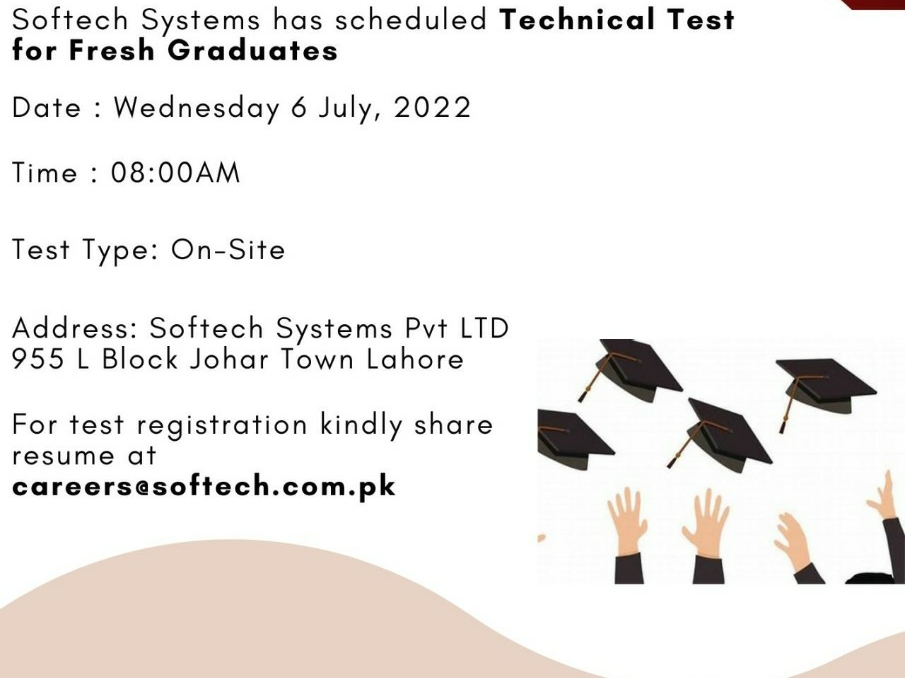 Softech Systems has scheduled Technical Test
for Fresh Graduates
Date : Wednesday 6 July, 2022
Time : 08:00AM
Test Type: On-Site
Address: Softech Systems Pvt LTD
955 L Block Johar Town Lahore
For test registration kindly share
resume at
careers@softech.com.pk